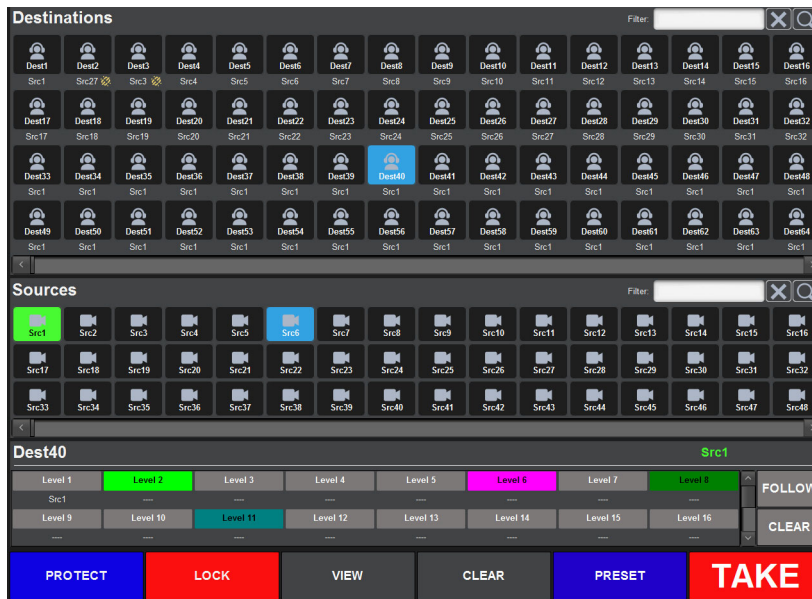 Destinations Filter:
Dest1 Dest2 Dest3 Dest4 Dest5 Dest6 Dest7 Dest8 Dest9 Dest10 Dest11 Dest12 Dest13 Dest14 Dest15 Dest16
Src1 Src27 Src3 Src4 Src5 Src6 Src7 Src8 Src9 Src10 Src11 Src12 Src13 Src14 Src15 Src16
Dest17 Dest18 Dest19 Dest20 Dest21 Dest22 Dest23 Dest24 Dest25 Dest26 Dest27 Dest28 Dest29 Dest30 Dest31 Dest32
Src17 Src18 Src19 Src20 Src21 Src22 Src23 Src24 Src25 Src26 Src27 Src28 Src29 Src30 Src31 Src32
Dest33 Dest34 Dest35 Dest36 Dest37 Dest38 Dest39 Dest40 Dest41 Dest42 Dest43 Dest44 Dest45 Dest46 Dest47 Dest48
Src1 Src1 Src1 Src1 Src1 Src1 Src1 Src1 Src1 Src1 Src1 Src1 Src1 Src1 Src1 Src1
Dest49 Dest50 Dest51 Dest52 Dest53 Dest54 Dest55 Dest56 Dest57 Dest58 Dest59 Dest60 Dest61 Dest62 Dest63 Dest64
Src1 Src1 Src1 Src1 Src1 Src1 Src1 Src1 Src1 Src1 Src1 Src1 Src1 Src1 Src1 Src1
Sources Filter:
Src1 Src2 Src3 Src4 Src5 Src6 Src7 Src8 Src9 Src10 Src11 Src12 Src13 Src14 Src15 Src16
Src17 Src18 Src19 Src20 Src21 Src22 Src23 Src24 Src25 Src26 Src27 Src28 Src29 Src30 Src31 Src32
Src33 Src34 Src35 Src36 Src37 Src38 Src39 Src40 Src41 Src42 Src43 Src44 Src45 Src46 Src47 Src48
Dest40 Src1
Level 1 Level 2 Level 3 Level 4 Level 5 Level 6 Level 7 Level 8
Src1 ---- ---- ---- ---- ---- ---- ----
FOLLOW
Level 9 Level 10 Level 11 Level 12 Level 13 Level 14 Level 15 Level 16
---- ---- ---- ---- ---- ---- ---- ----
CLEAR
PROTECT LOCK VIEW CLEAR PRESET TAKE